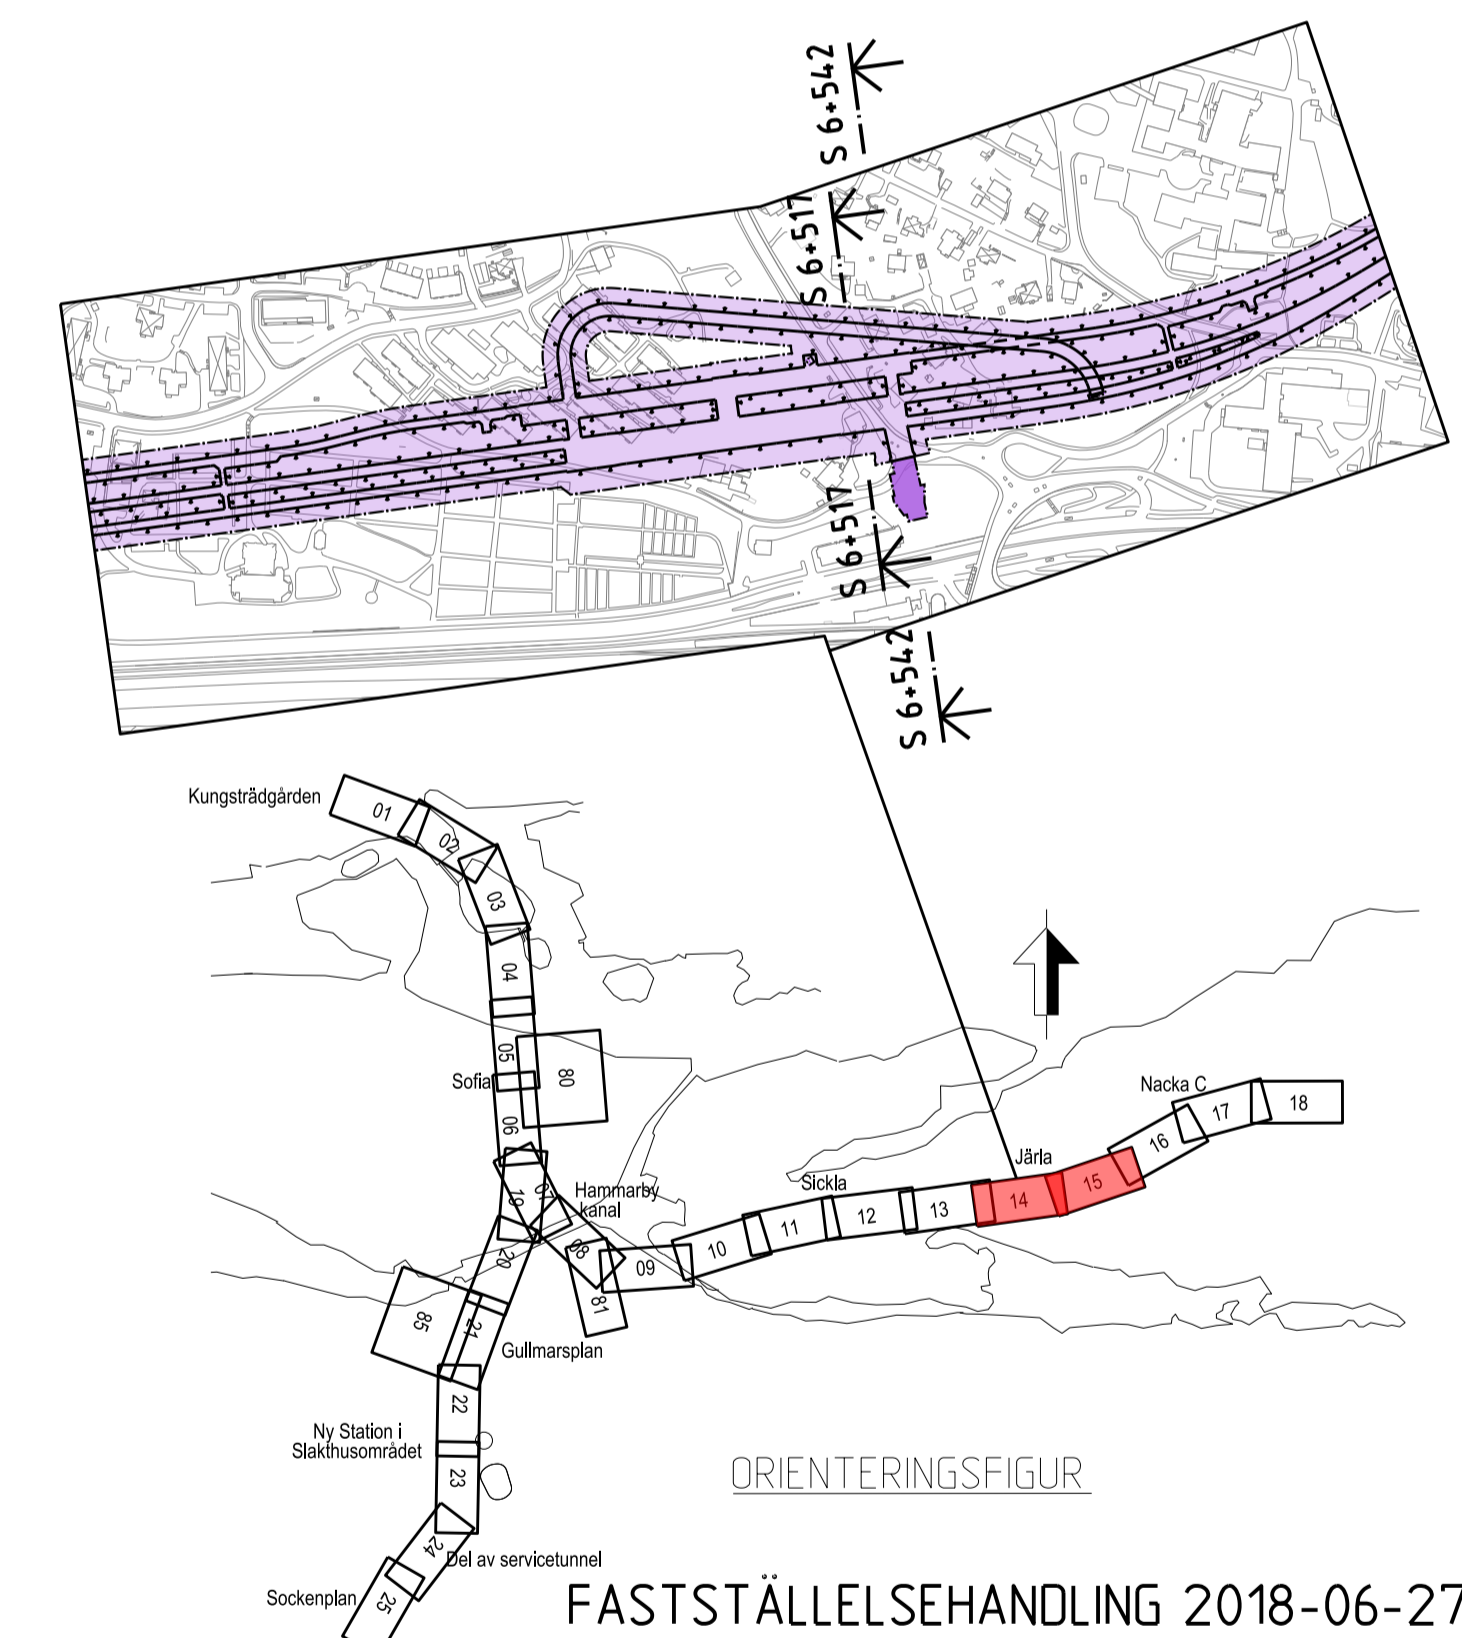 S 6+542
S 6+517
S 6+517
S 6+542
Kungsträdgården
01
02
03
04
05
Sofia
80
06
07
19
Hammarby
kanal
20
08
81
09
10
11
Sickla
12
13
Järla
14
15
16
Nacka C
17
18
85
21
Gullmarsplan
22
Ny Station i
Slakthusområdet
23
24
Del av servicetunnel
Sockenplan
25
ORIENTERINGSFIGUR
FASTSTÄLLELSEHANDLING 2018-06-27